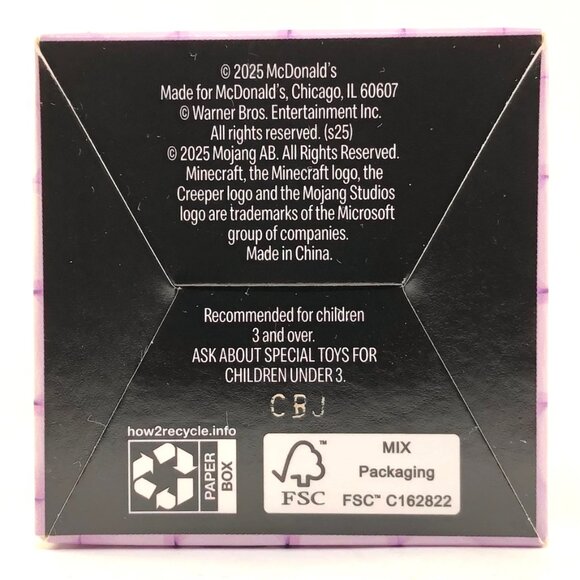 © 2025 McDonald's
Made for McDonald's, Chicago, IL 60607
© Warner Bros. Entertainment Inc.
All rights reserved. (s25)
© 2025 Mojang AB. All Rights Reserved.
Minecraft, the Minecraft logo, the
Creeper logo and the Mojang Studios
logo are trademarks of the Microsoft
group of companies.
Made in China.
Recommended for children
3 and over.
ASK ABOUT SPECIAL TOYS FOR
CHILDREN UNDER 3.
CBJ
how2recycle.info
PAPER
BOX
FSC™
MIX
Packaging
FSC™ C162822